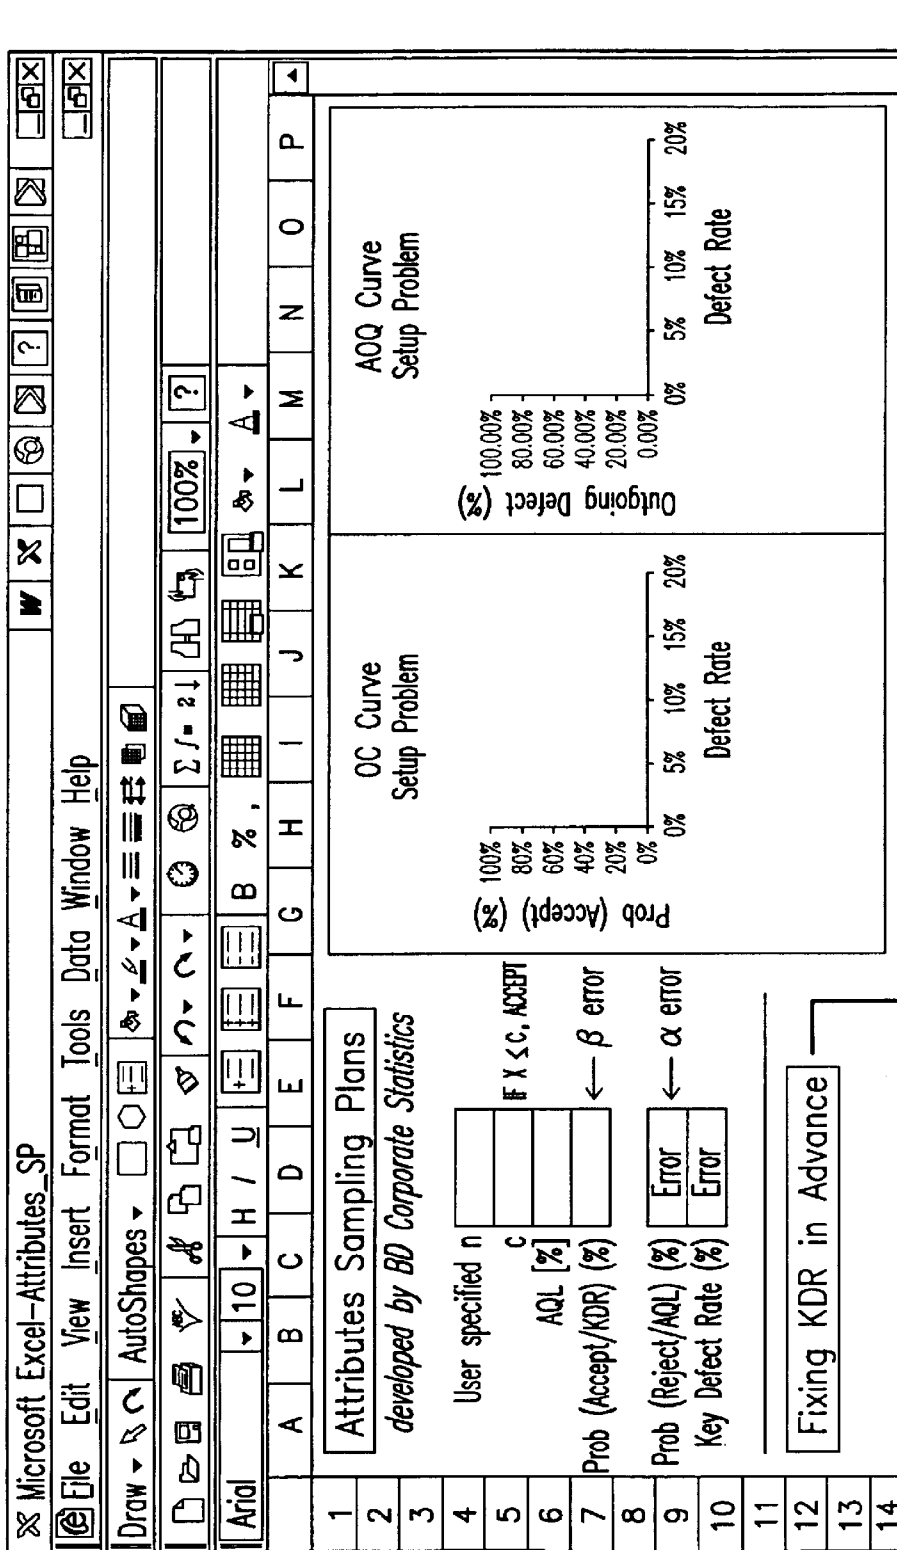 Microsoft Excel-Attributes_SP
W X ?
File Edit View Insert Format Tools Data Window Help
Draw AutoShapes A
ABC Σ f = 2↓ 100% ?
Arial 10 H / U B % , A
A B C D E F G H I J K L M N O P
1
2
3
4
5
6
7
8
9
10
11
12
13
14
Attributes Sampling Plans
developed by BD Corporate Statistics
User specified n
c IF X ≤ c, ACCEPT
AQL [%]
Prob (Accept/KDR) (%) ← β error
Prob (Reject/AQL) (%) Error ← α error
Key Defect Rate (%) Error
Fixing KDR in Advance
OC Curve
Setup Problem
Prob (Accept) (%)
100%
80%
60%
40%
20%
0%
0% 5% 10% 15% 20%
Defect Rate
AOQ Curve
Setup Problem
Outgoing Defect (%)
100.00%
80.00%
60.00%
40.00%
20.00%
0.00%
0% 5% 10% 15% 20%
Defect Rate